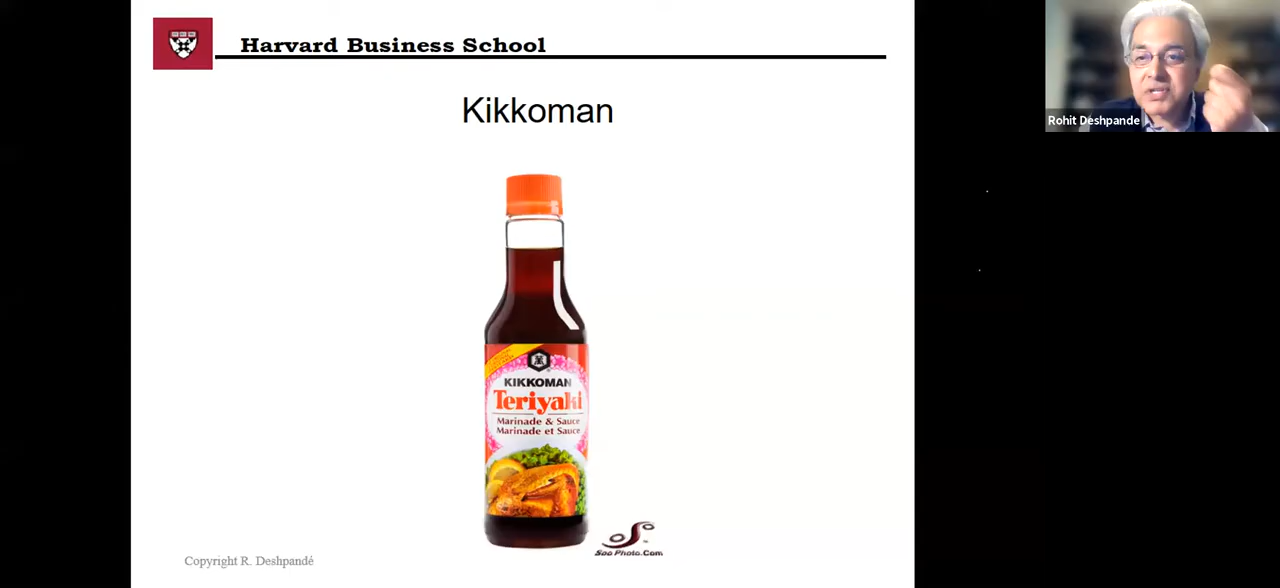 Harvard Business School
Rohit Deshpande
Kikkoman
KIKKOMAN
Teriyaki
Marinade & Sauce
Marinade et Sauce
Soo Photo.Com
Copyright R. Deshpandé